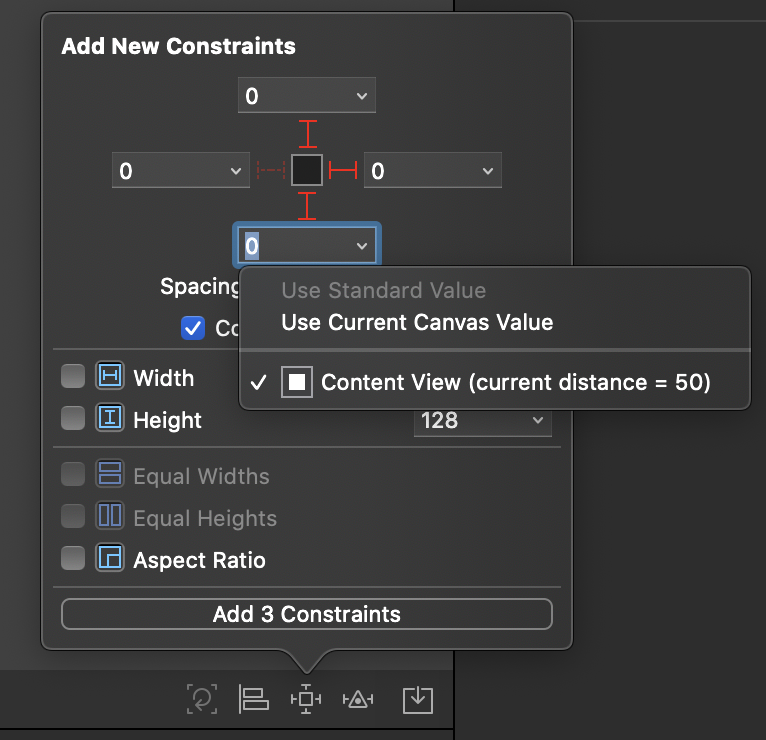 Add New Constraints
0
0
0
0
Spacing
Use Standard Value
Use Current Canvas Value
Content View (current distance = 50)
Width
Height
128
Equal Widths
Equal Heights
Aspect Ratio
Add 3 Constraints